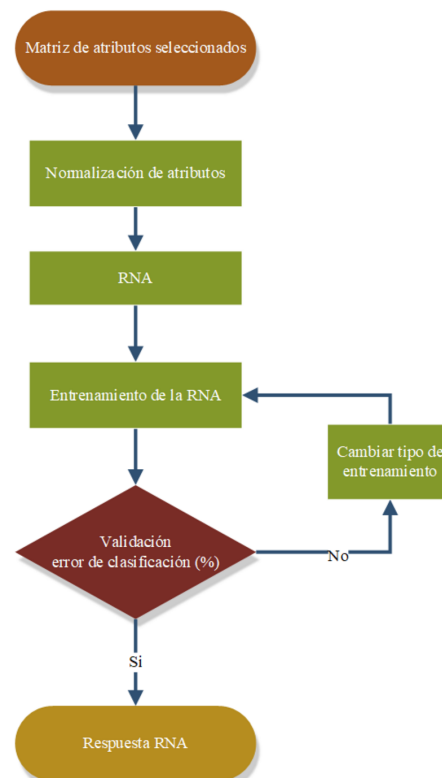 Matriz de atributos seleccionados
Normalización de atributos
RNA
Entrenamiento de la RNA
Cambiar tipo de
entrenamiento
Validación
error de clasificación (%)
No
Si
Respuesta RNA